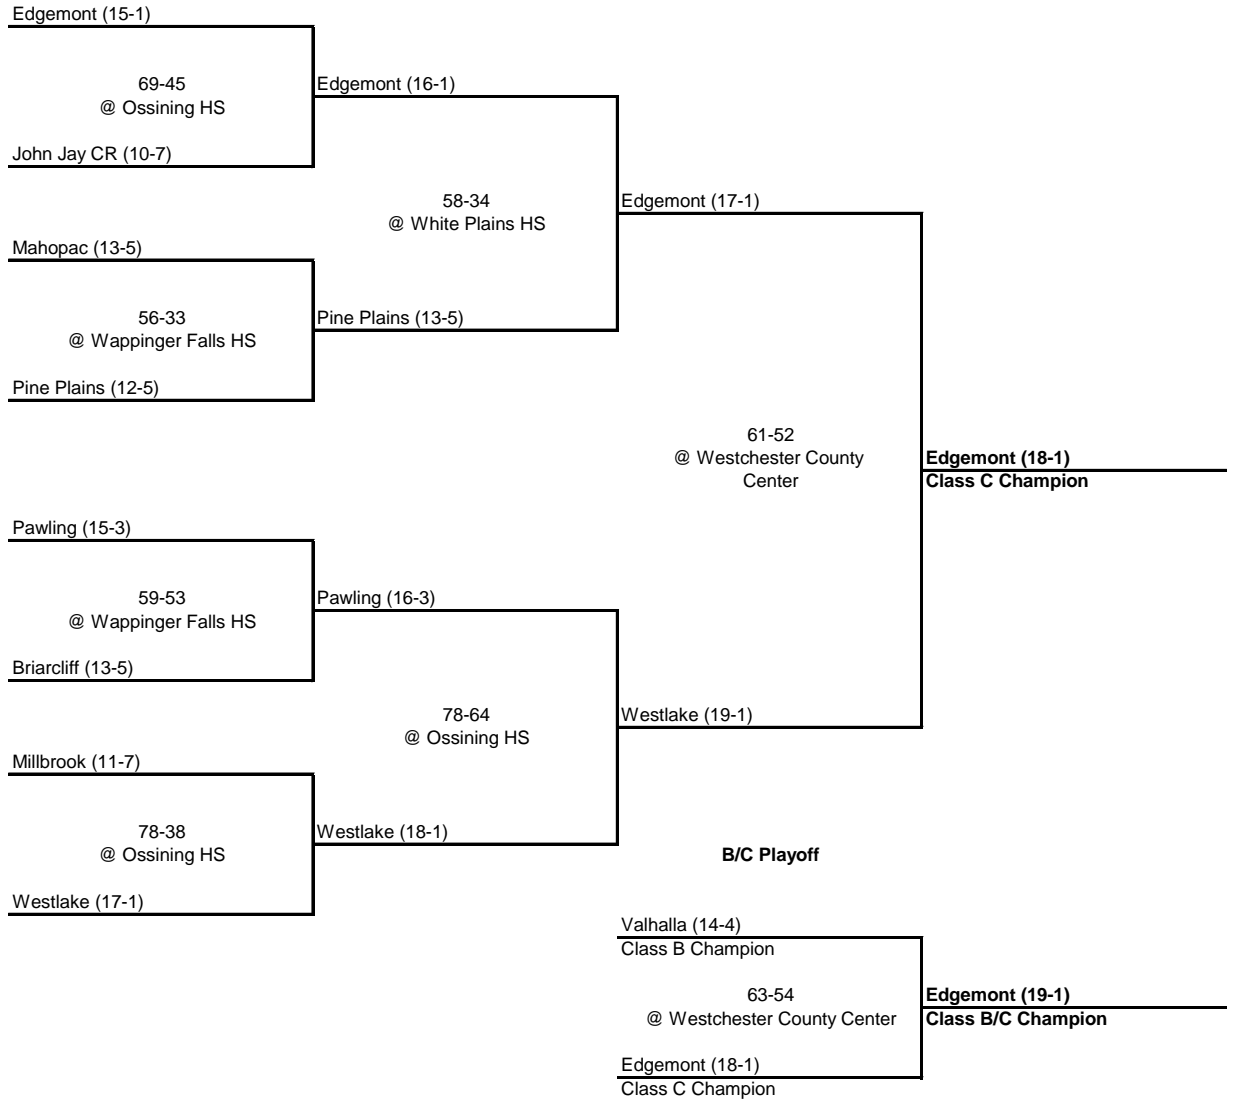 Edgemont (15-1)
69-45
@ Ossining HS
Edgemont (16-1)
John Jay CR (10-7)
58-34
@ White Plains HS
Edgemont (17-1)
Mahopac (13-5)
56-33
@ Wappinger Falls HS
Pine Plains (13-5)
Pine Plains (12-5)
61-52
@ Westchester County
Center
Edgemont (18-1)
Class C Champion
Pawling (15-3)
59-53
@ Wappinger Falls HS
Pawling (16-3)
Briarcliff (13-5)
78-64
@ Ossining HS
Westlake (19-1)
Millbrook (11-7)
78-38
@ Ossining HS
Westlake (18-1)
Westlake (17-1)
B/C Playoff
Valhalla (14-4)
Class B Champion
63-54
@ Westchester County Center
Edgemont (19-1)
Class B/C Champion
Edgemont (18-1)
Class C Champion